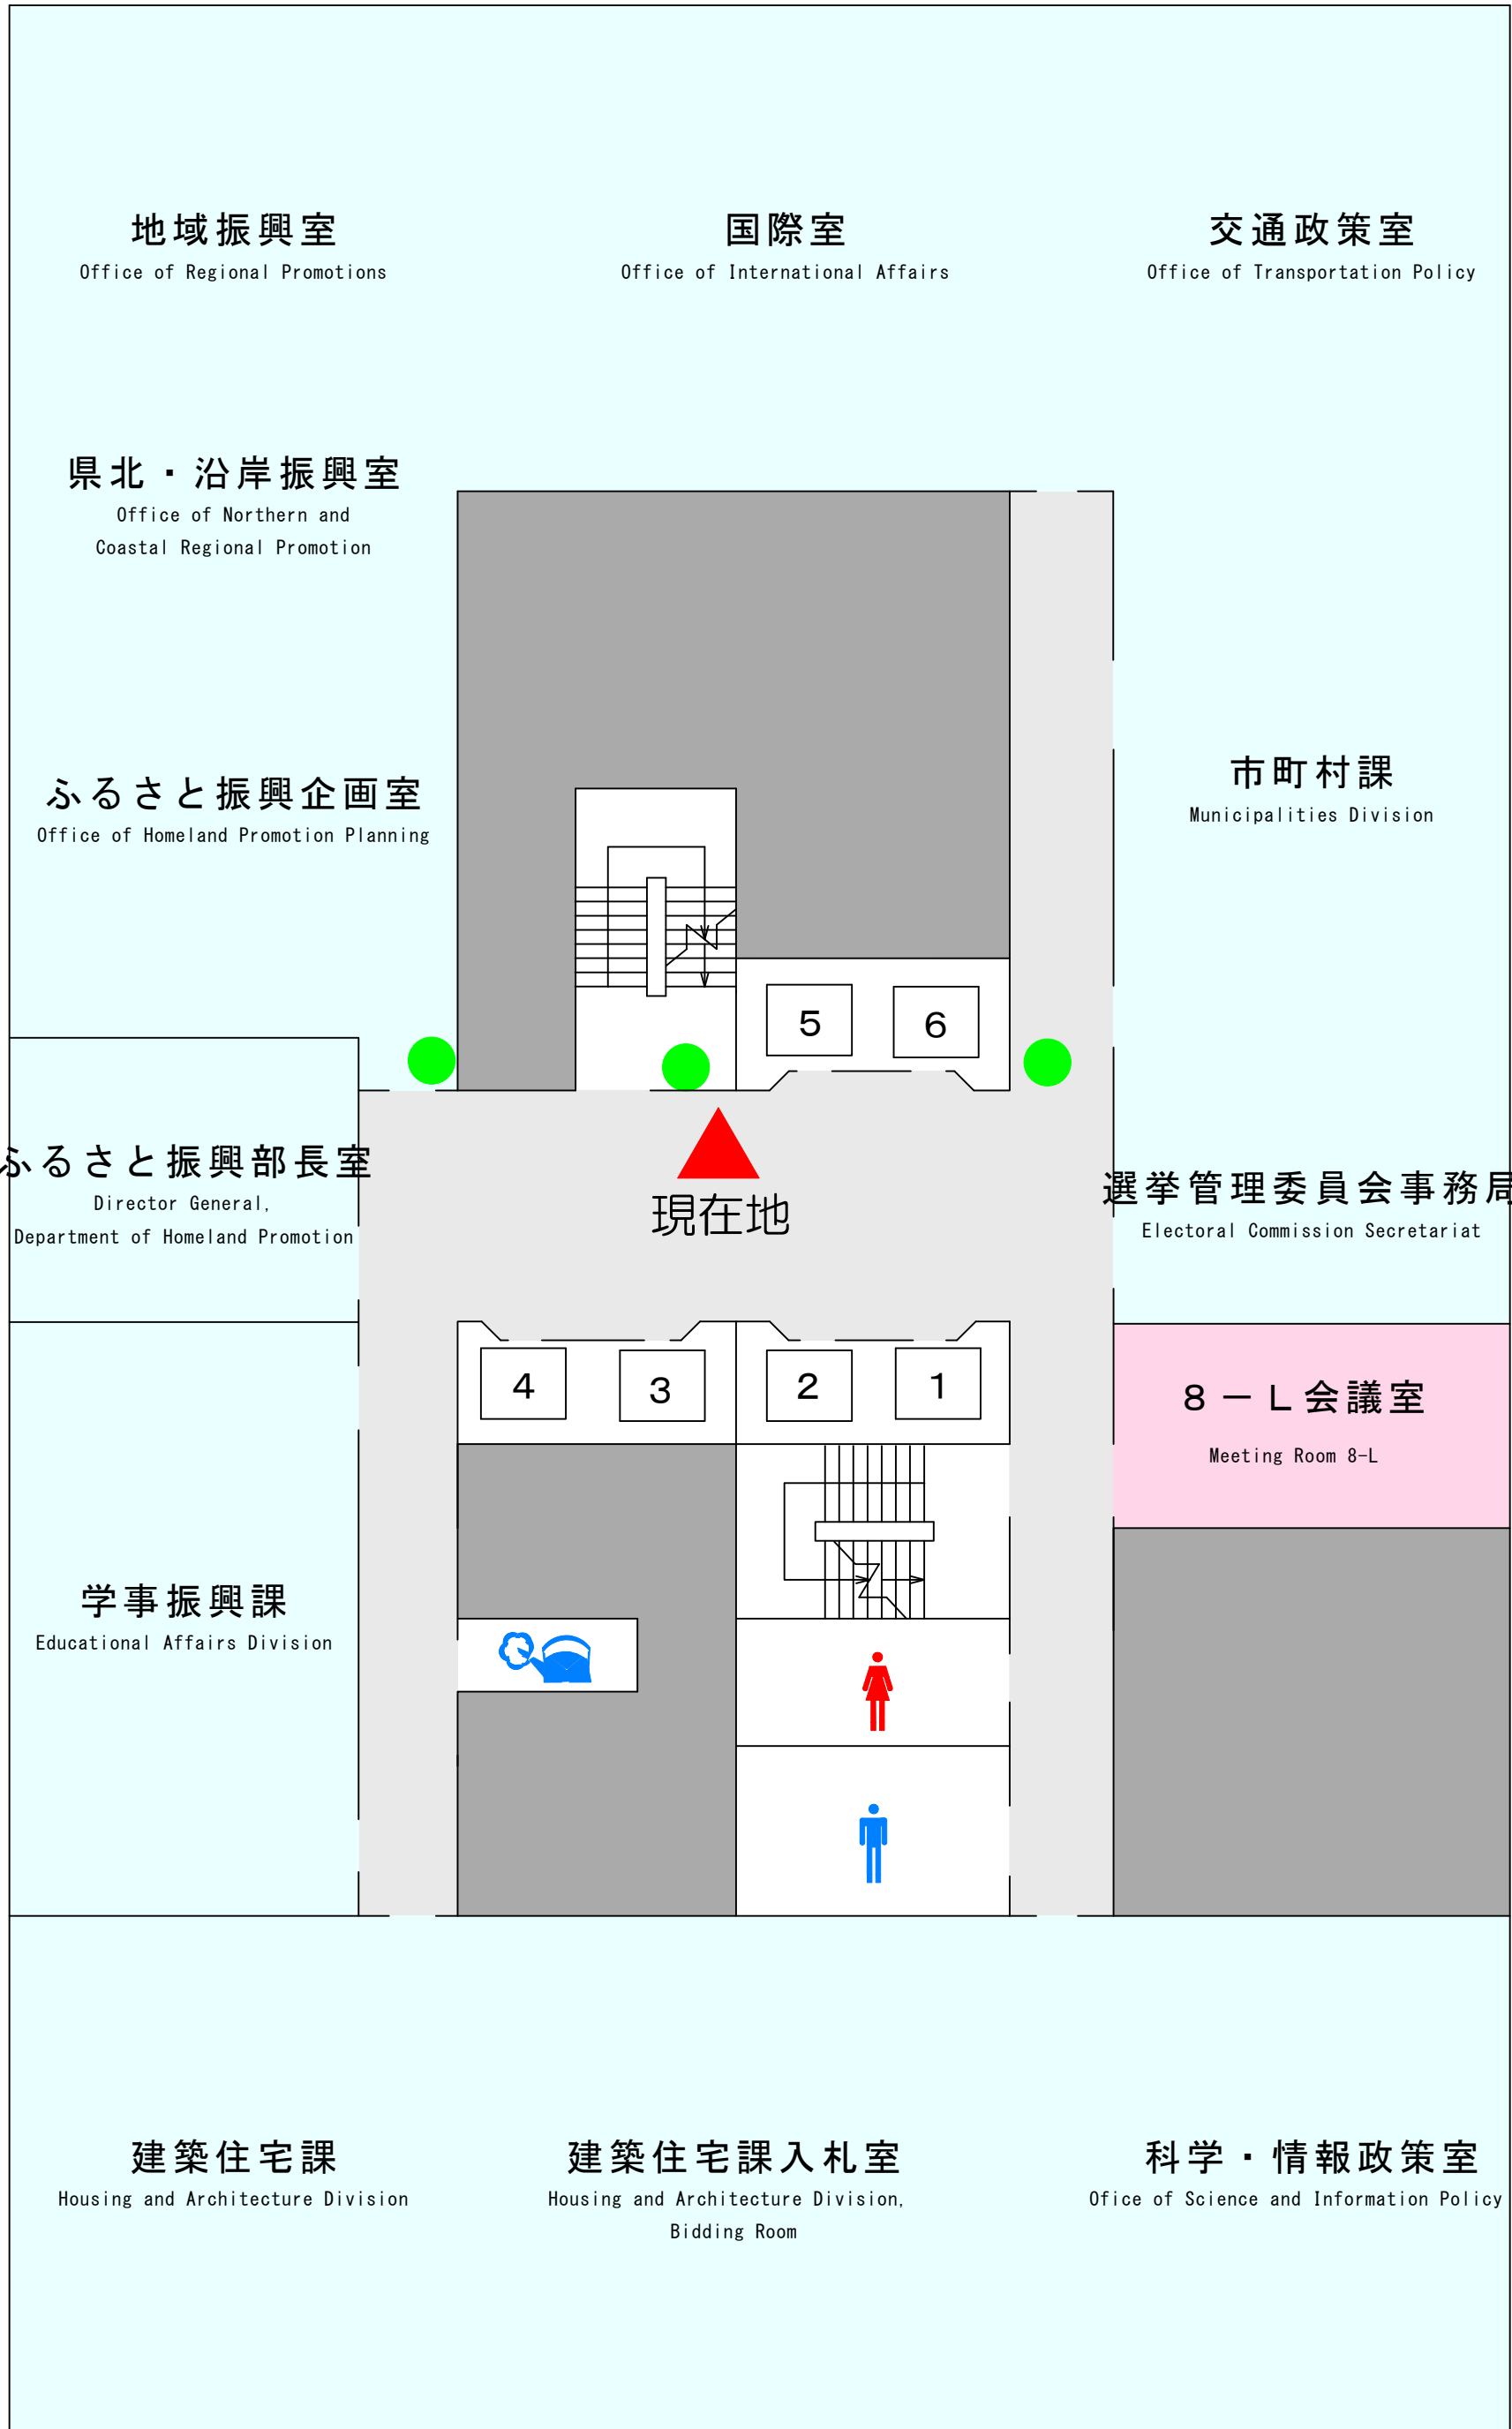 地域振興室
Office of Regional Promotions
国際室
Office of International Affairs
交通政策室
Office of Transportation Policy
県北・沿岸振興室
Office of Northern and
Coastal Regional Promotion
ふるさと振興企画室
Office of Homeland Promotion Planning
市町村課
Municipalities Division
5
6
ふるさと振興部長室
Director General,
Department of Homeland Promotion
現在地
選挙管理委員会事務局
Electoral Commission Secretariat
4
3
2
1
8-L会議室
Meeting Room 8-L
学事振興課
Educational Affairs Division
建築住宅課
Housing and Architecture Division
建築住宅課入札室
Housing and Architecture Division,
Bidding Room
科学・情報政策室
Ofice of Science and Information Policy